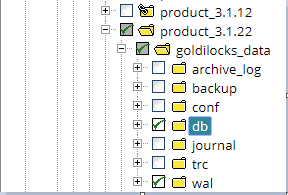 product_3.1.12
product_3.1.22
goldilocks_data
archive_log
backup
conf
db
journal
trc
wal